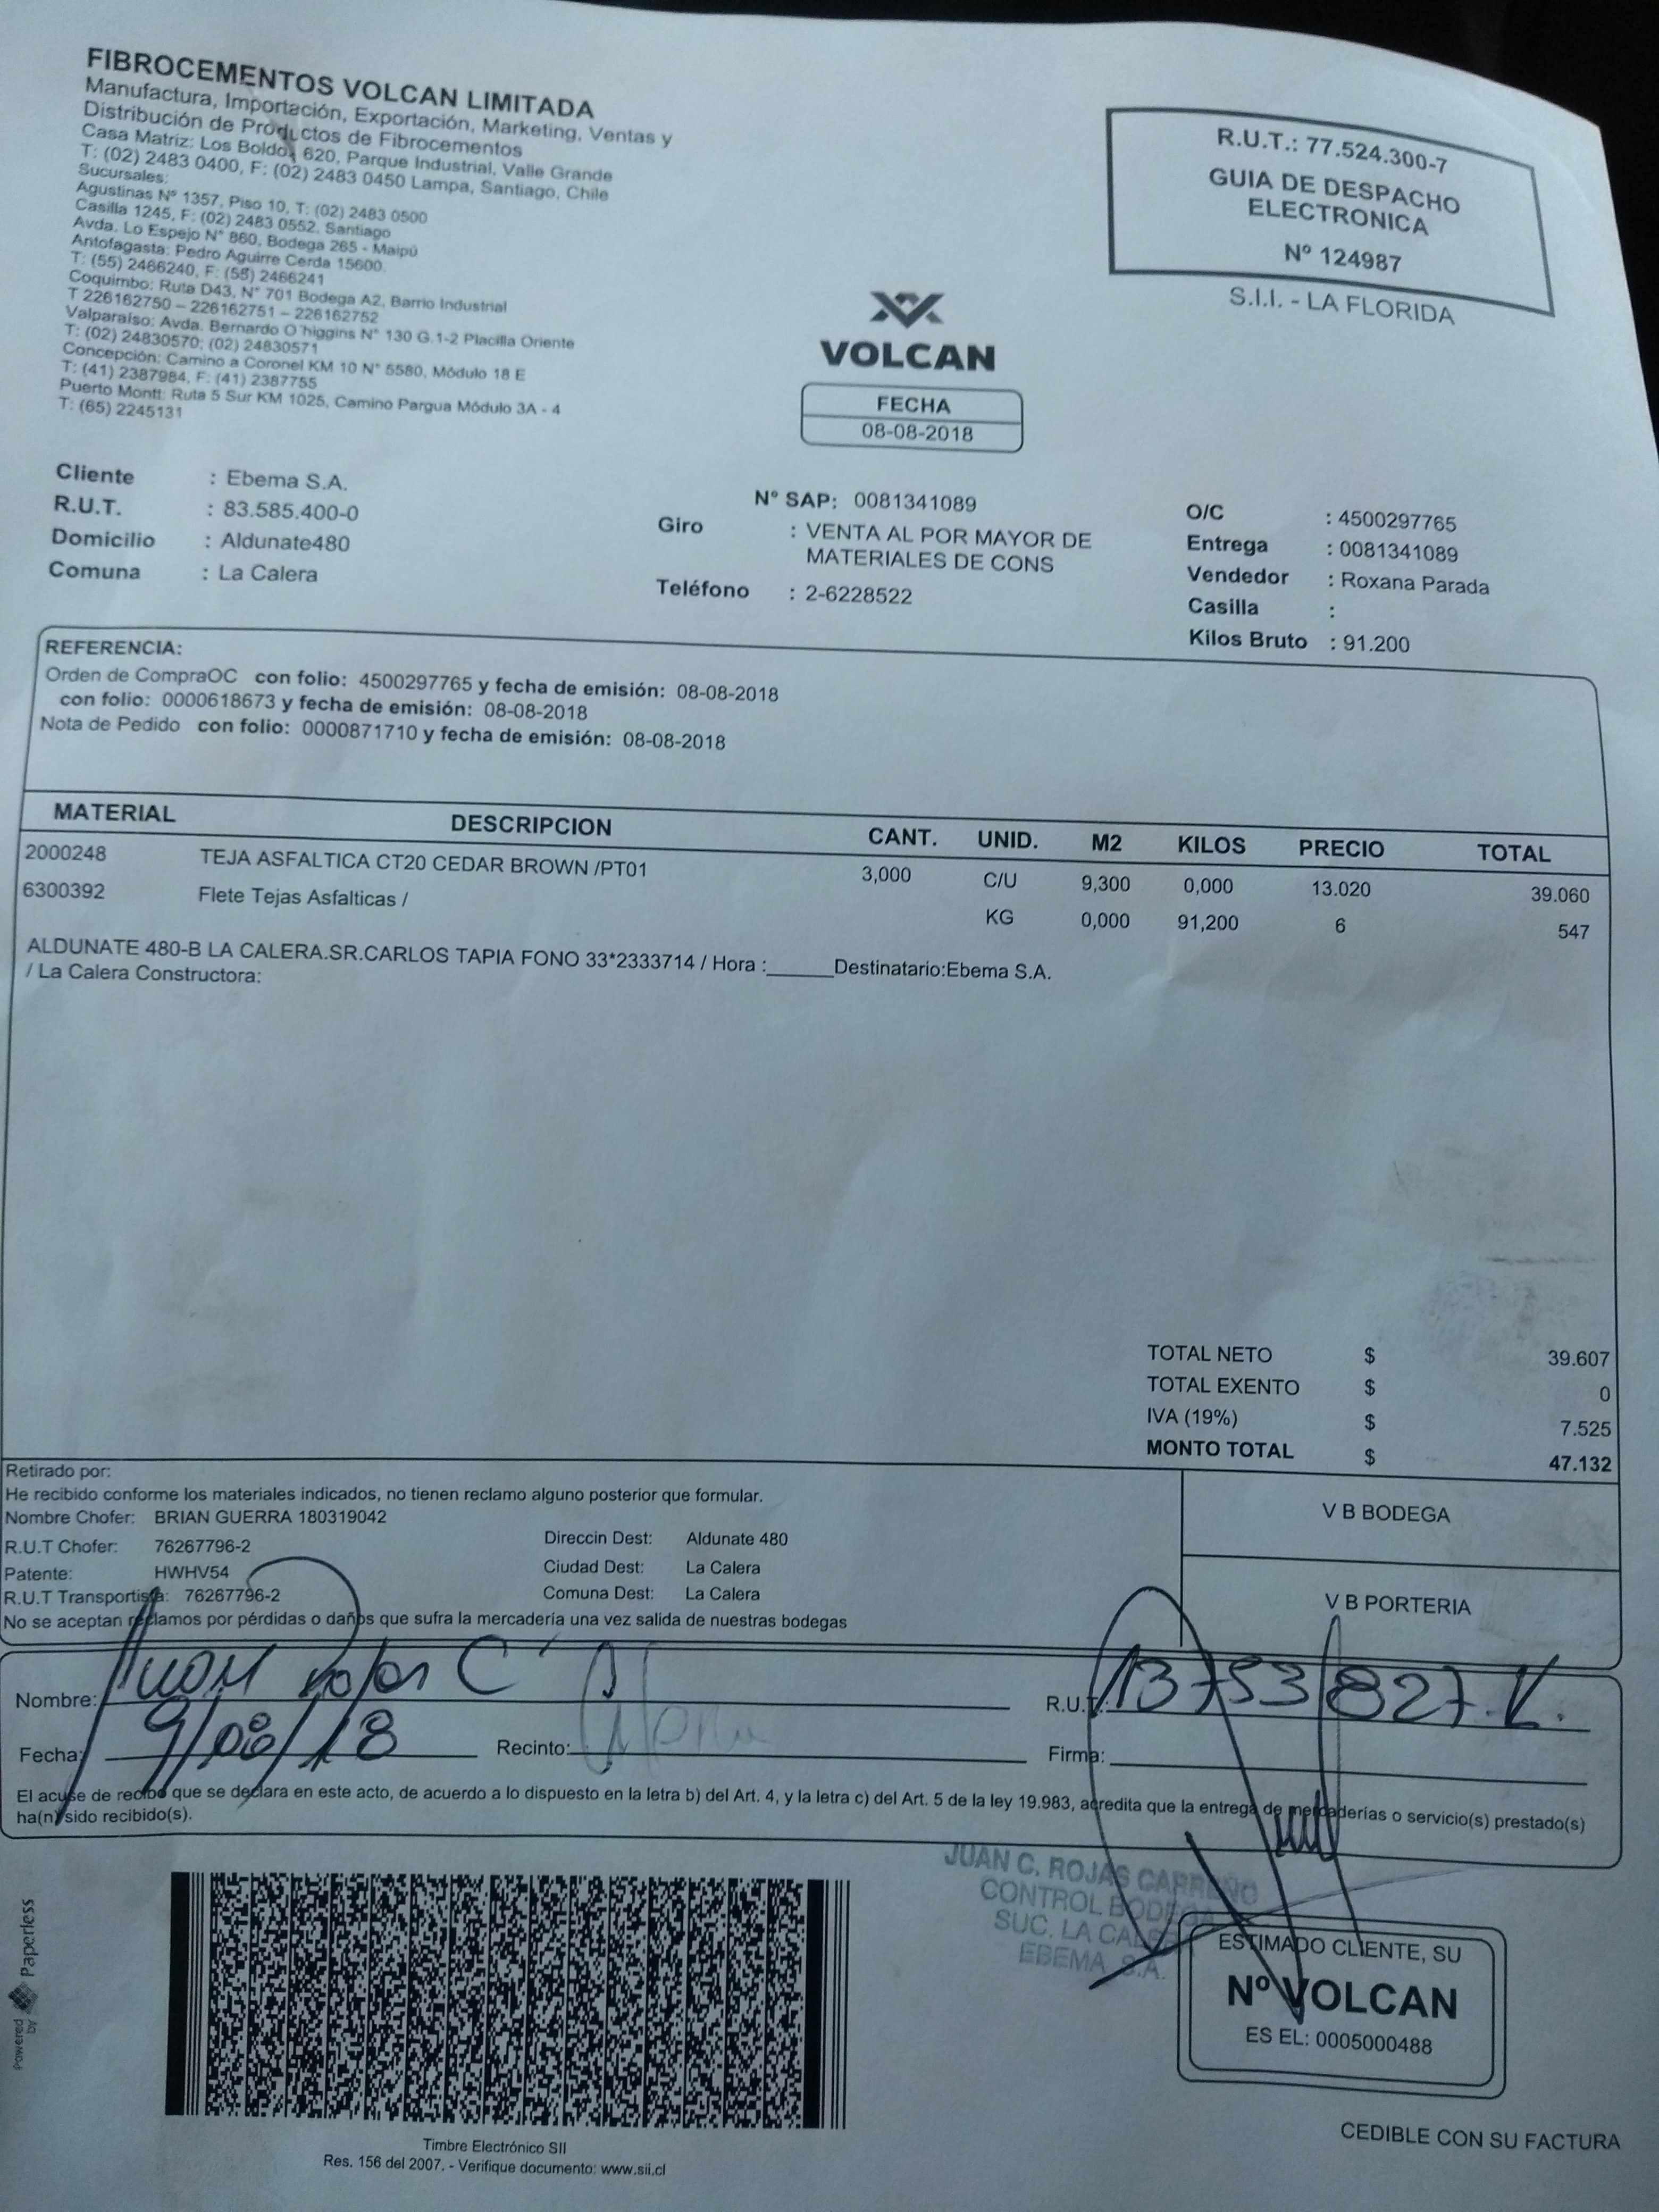 FIBROCEMENTOS VOLCAN LIMITADA
Manufactura, Importación, Exportación, Marketing, Ventas y
Distribución de Productos de Fibrocementos
Casa Matriz: Los Boldos 620, Parque Industrial, Valle Grande
T: (02) 2483 0400, F: (02) 2483 0450 Lampa, Santiago, Chile
Sucursales:
Agustinas Nº 1357, Piso 10, T: (02) 2483 0500
Casilla 1245, F: (02) 2483 0552, Santiago
Avda. Lo Espejo N° 860, Bodega 265 - Maipú
Antofagasta: Pedro Aguirre Cerda 15600.
T: (55) 2466240, F: (55) 2466241
Coquimbo: Ruta D43, N° 701 Bodega A2, Barrio Industrial
T 226162750 – 226162751 – 226162752
Valparaíso: Avda. Bernardo O´higgins N° 130 G.1-2 Placilla Oriente
T: (02) 24830570; (02) 24830571
Concepción: Camino a Coronel KM 10 N° 5580, Módulo 18 E
T: (41) 2387984, F: (41) 2387755
Puerto Montt: Ruta 5 Sur KM 1025, Camino Pargua Módulo 3A - 4
T: (65) 2245131
R.U.T.: 77.524.300-7
GUIA DE DESPACHO
ELECTRONICA
Nº 124987
S.I.I. - LA FLORIDA
VOLCAN
FECHA
08-08-2018
Cliente : Ebema S.A.
R.U.T. : 83.585.400-0
Domicilio : Aldunate480
Comuna : La Calera
N° SAP: 0081341089
Giro : VENTA AL POR MAYOR DE
MATERIALES DE CONS
Teléfono : 2-6228522
O/C : 4500297765
Entrega : 0081341089
Vendedor : Roxana Parada
Casilla :
Kilos Bruto : 91.200
REFERENCIA:
Orden de CompraOC con folio: 4500297765 y fecha de emisión: 08-08-2018
con folio: 0000618673 y fecha de emisión: 08-08-2018
Nota de Pedido con folio: 0000871710 y fecha de emisión: 08-08-2018
MATERIAL DESCRIPCION CANT. UNID. M2 KILOS PRECIO TOTAL
2000248 TEJA ASFALTICA CT20 CEDAR BROWN /PT01 3,000 C/U 9,300 0,000 13.020 39.060
6300392 Flete Tejas Asfalticas / KG 0,000 91,200 6 547
ALDUNATE 480-B LA CALERA.SR.CARLOS TAPIA FONO 33*2333714 / Hora :______Destinatario:Ebema S.A.
/ La Calera Constructora:
TOTAL NETO $ 39.607
TOTAL EXENTO $ 0
IVA (19%) $ 7.525
MONTO TOTAL $ 47.132
Retirado por:
He recibido conforme los materiales indicados, no tienen reclamo alguno posterior que formular.
Nombre Chofer: BRIAN GUERRA 180319042
R.U.T Chofer: 76267796-2
Patente: HWHV54
R.U.T Transportista: 76267796-2
Direccin Dest: Aldunate 480
Ciudad Dest: La Calera
Comuna Dest: La Calera
No se aceptan reclamos por pérdidas o daños que sufra la mercadería una vez salida de nuestras bodegas
V B BODEGA
V B PORTERIA
Nombre: Juan Rojas C
R.U.T. 13753827-K.
Fecha: 9/08/18
Recinto:
Firma:
El acuse de recibo que se declara en este acto, de acuerdo a lo dispuesto en la letra b) del Art. 4, y la letra c) del Art. 5 de la ley 19.983, acredita que la entrega de mercaderías o servicio(s) prestado(s)
ha(n) sido recibido(s).
JUAN C. ROJAS CARREÑO
CONTROL BODEGA
SUC. LA CALERA
EBEMA S.A.
ESTIMADO CLIENTE, SU
Nº VOLCAN
ES EL: 0005000488
Powered by Paperless
Timbre Electrónico SII
Res. 156 del 2007. - Verifique documento: www.sii.cl
CEDIBLE CON SU FACTURA